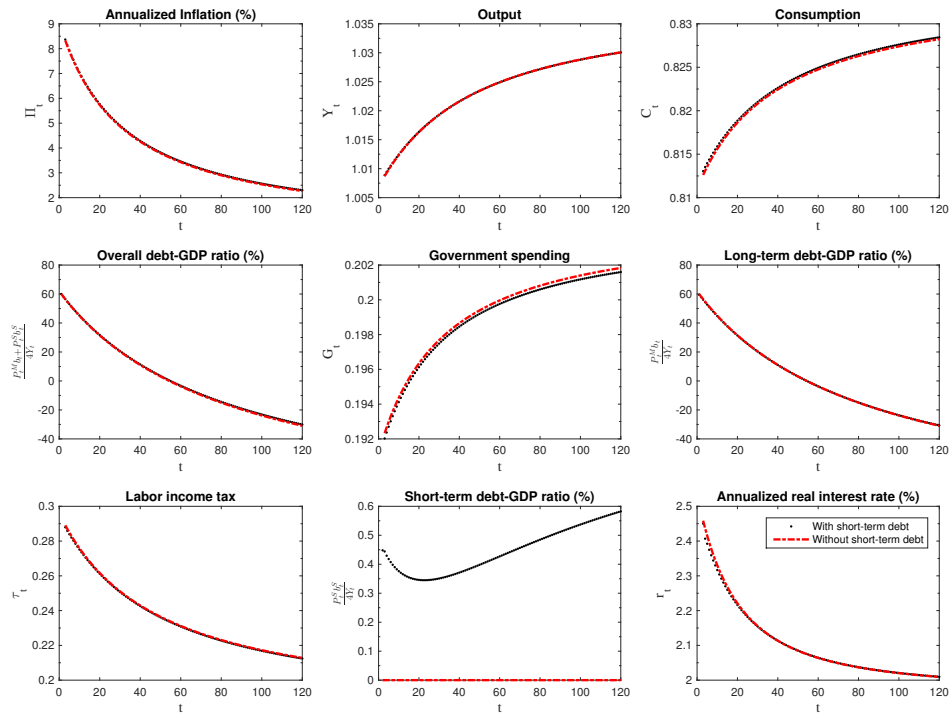 Annualized Inflation (%)
9
8
7
6
5
4
3
2
0 20 40 60 80 100 120
Π_t
t
Output
1.035
1.03
1.025
1.02
1.015
1.01
1.005
0 20 40 60 80 100 120
Y_t
t
Consumption
0.83
0.825
0.82
0.815
0.81
0 20 40 60 80 100 120
C_t
t
Overall debt-GDP ratio (%)
80
60
40
20
0
-20
-40
0 20 40 60 80 100 120
\frac{P_t^M b_t + P_t^S b_t^S}{4Y_t}
t
Government spending
0.202
0.2
0.198
0.196
0.194
0.192
0 20 40 60 80 100 120
G_t
t
Long-term debt-GDP ratio (%)
80
60
40
20
0
-20
-40
0 20 40 60 80 100 120
\frac{P_t^M b_t}{4Y_t}
t
Labor income tax
0.3
0.28
0.26
0.24
0.22
0.2
0 20 40 60 80 100 120
τ_t
t
Short-term debt-GDP ratio (%)
0.6
0.5
0.4
0.3
0.2
0.1
0
0 20 40 60 80 100 120
\frac{P_t^S b_t^S}{4Y_t}
t
Annualized real interest rate (%)
2.5
2.4
2.3
2.2
2.1
2
0 20 40 60 80 100 120
r_t
t
With short-term debt
Without short-term debt